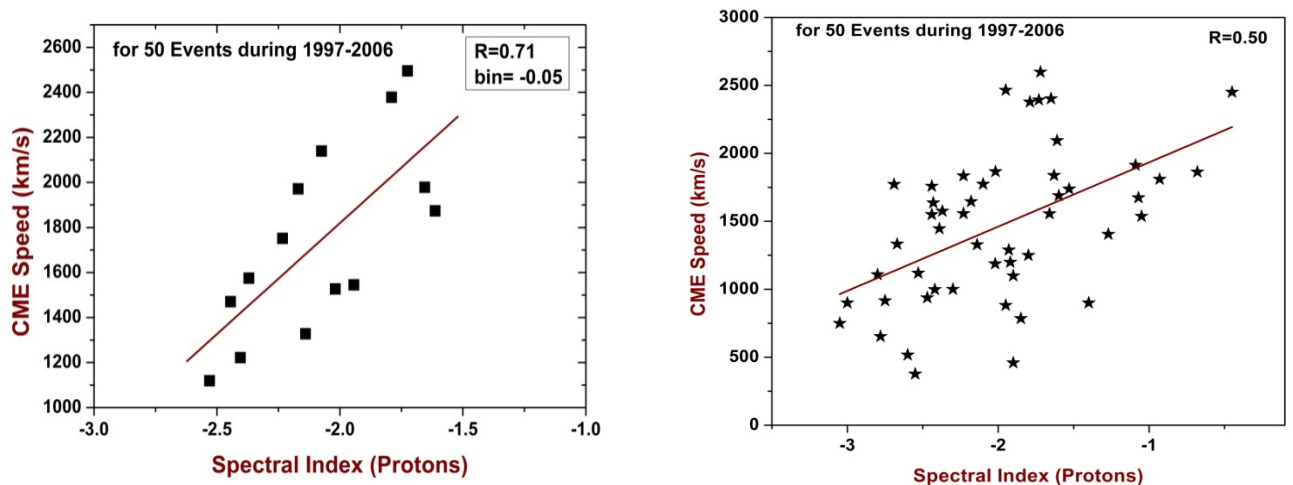 for 50 Events during 1997-2006
R=0.71
bin= -0.05
2600
2400
2200
2000
1800
1600
1400
1200
1000
CME Speed (km/s)
-3.0
-2.5
-2.0
-1.5
-1.0
Spectral Index (Protons)
for 50 Events during 1997-2006
R=0.50
3000
2500
2000
1500
1000
500
0
CME Speed (km/s)
-3
-2
-1
Spectral Index (Protons)